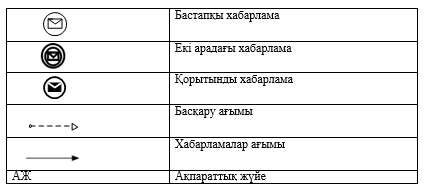 Бастапқы хабарлама
Екі арадағы хабарлама
Қорытынды хабарлама
Басқару ағымы
Хабарламалар ағымы
АЖ Ақпараттық жүйе